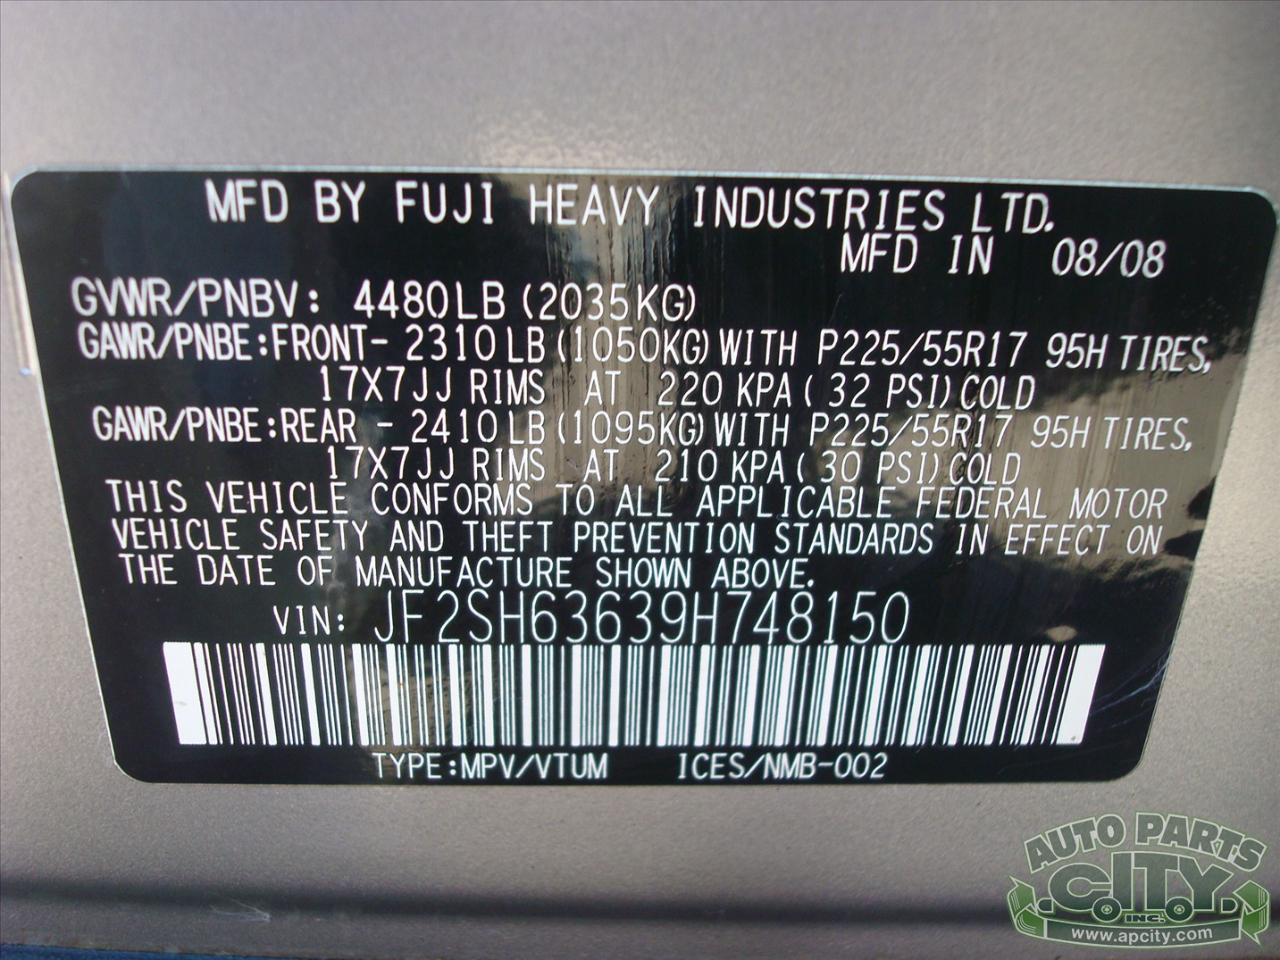 MFD BY FUJI HEAVY INDUSTRIES LTD.
MFD IN 08/08
GVWR/PNBV: 4480LB (2035KG)
GAWR/PNBE:FRONT- 2310LB (1050KG) WITH P225/55R17 95H TIRES,
17X7JJ RIMS AT 220 KPA ( 32 PSI) COLD
GAWR/PNBE:REAR - 2410LB (1095KG) WITH P225/55R17 95H TIRES,
17X7JJ RIMS AT 210 KPA ( 30 PSI) COLD
THIS VEHICLE CONFORMS TO ALL APPLICABLE FEDERAL MOTOR
VEHICLE SAFETY AND THEFT PREVENTION STANDARDS IN EFFECT ON
THE DATE OF MANUFACTURE SHOWN ABOVE.
VIN: JF2SH63639H748150
TYPE:MPV/VTUM ICES/NMB-002
AUTO PARTS
CITY
INC.
www.apcity.com